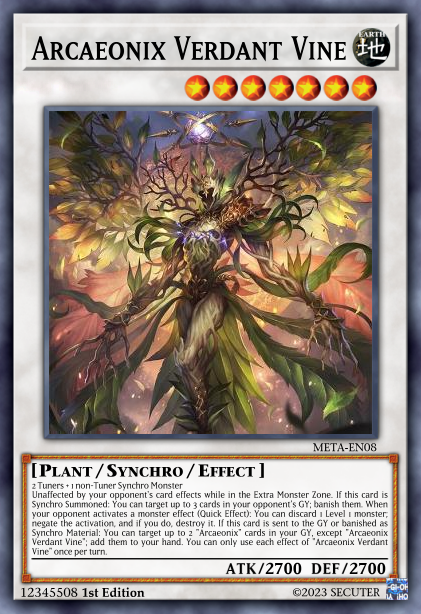 ARCAEONIX VERDANT VINE
EARTH
地
META-EN08
[PLANT/SYNCHRO/EFFECT]
2 Tuners + 1 non-Tuner Synchro Monster
Unaffected by your opponent's card effects while in the Extra Monster Zone. If this card is
Synchro Summoned: You can target up to 3 cards in your opponent's GY; banish them. When
your opponent activates a monster effect (Quick Effect): You can discard 1 Level 1 monster;
negate the activation, and if you do, destroy it. If this card is sent to the GY or banished as
Synchro Material: You can target up to 2 "Arcaeonix" cards in your GY, except "Arcaeonix
Verdant Vine"; add them to your hand. You can only use each effect of "Arcaeonix Verdant
Vine" once per turn.
ATK/2700 DEF/2700
12345508 1st Edition
©2023 SECUTER